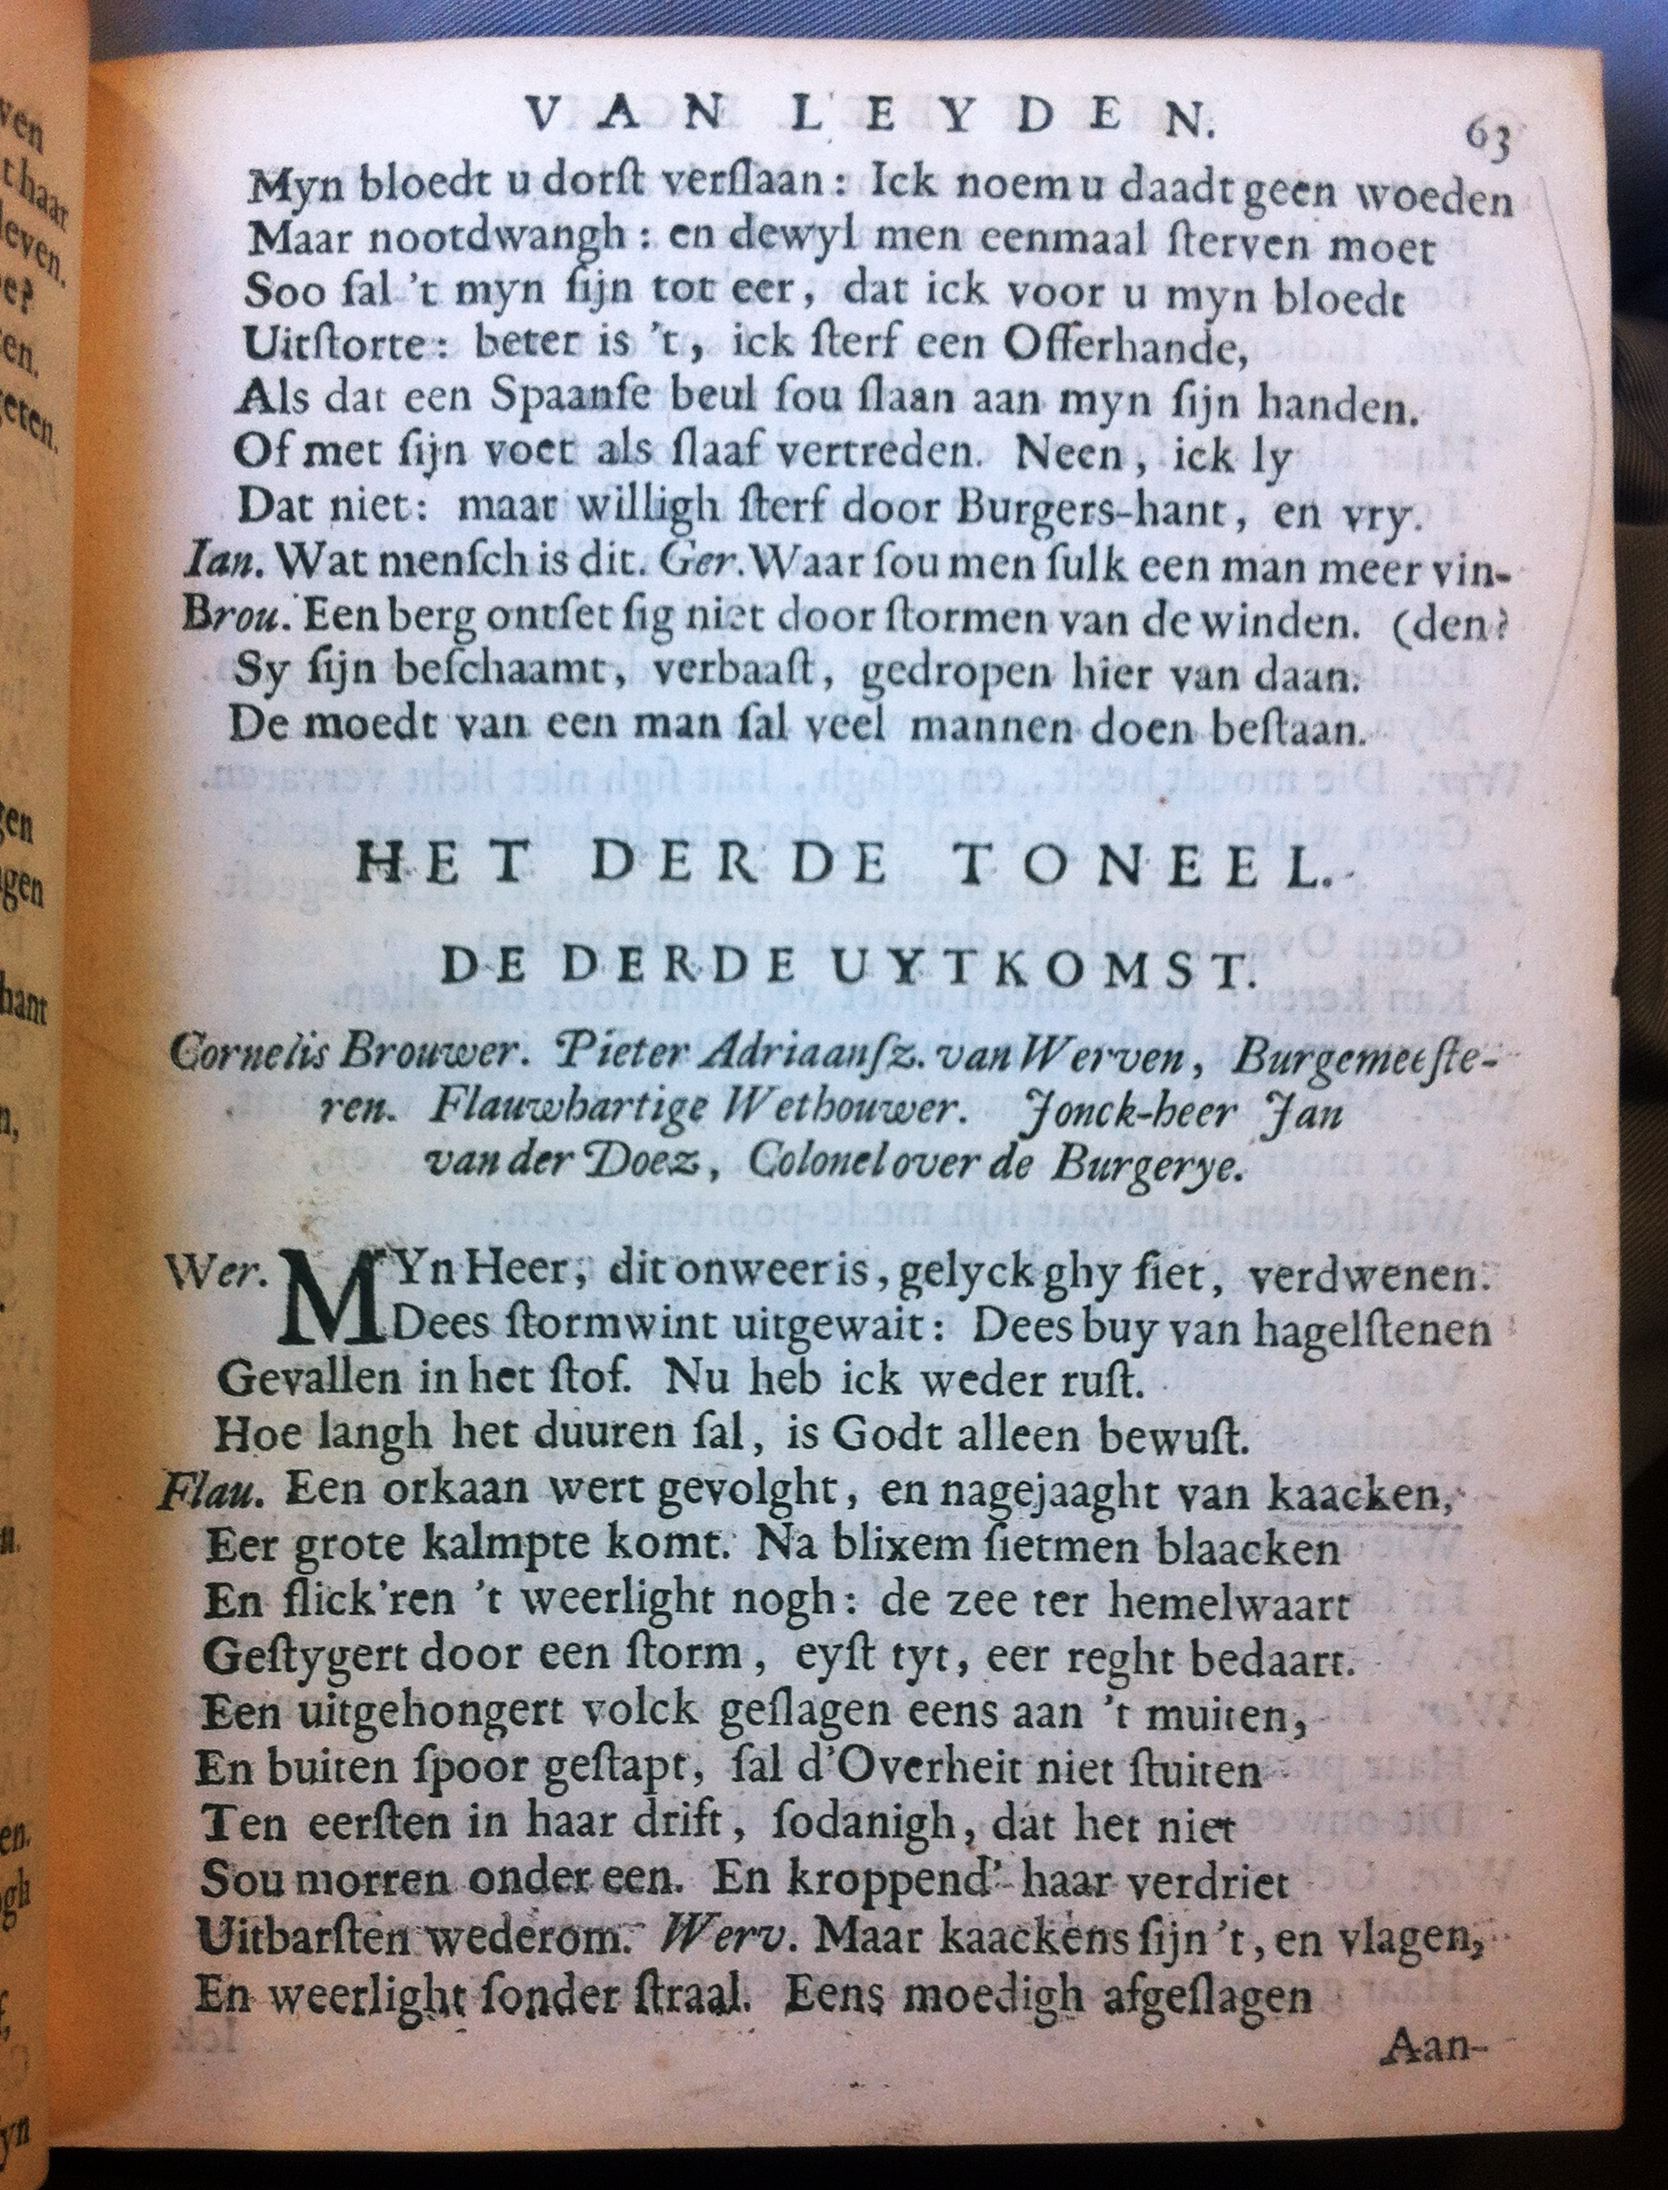 VAN LEYDEN. 63
Myn bloedt u dorſt verſlaan: Ick noem u daadt geen woeden
Maar nootdwangh: en dewyl men eenmaal ſterven moet
Soo ſal 't myn ſijn tot eer, dat ick voor u myn bloedt
Uitſtorte: beter is 't, ick ſterf een Offerhande,
Als dat een Spaanſe beul ſou ſlaan aan myn ſijn handen.
Of met ſijn voet als ſlaaf vertreden. Neen, ick ly
Dat niet: maar willigh ſterf door Burgers-hant, en vry.
Ian. Wat menſch is dit. Ger. Waar ſou men ſulk een man meer vin-
Brou. Een berg ontſet ſig niet door ſtormen van de winden. (den?
Sy ſijn beſchaamt, verbaaſt, gedropen hier van daan.
De moedt van een man ſal veel mannen doen beſtaan.
HET DERDE TONEEL.
DE DERDE UYTKOMST.
Cornelis Brouwer. Pieter Adriaanſz. van Werven, Burgemeeſte-
ren. Flauwhartige Wethouwer. Jonck-heer Jan
van der Doez, Colonel over de Burgerye.
Wer. MYn Heer, dit onweer is, gelyck ghy ſiet, verdwenen.
Dees ſtormwint uitgewait: Dees buy van hagelſtenen
Gevallen in het ſtof. Nu heb ick weder ruſt.
Hoe langh het duuren ſal, is Godt alleen bewuſt.
Flau. Een orkaan wert gevolght, en nagejaaght van kaacken,
Eer grote kalmpte komt. Na blixem ſietmen blaacken
En flick'ren 't weerlight nogh: de zee ter hemelwaart
Geſtygert door een ſtorm, eyſt tyt, eer reght bedaart.
Een uitgehongert volck geſlagen eens aan 't muiten,
En buiten ſpoor geſtapt, ſal d'Overheit niet ſtuiten
Ten eerſten in haar drift, ſodanigh, dat het niet
Sou morren onder een. En kroppend' haar verdriet
Uitbarſten wederom. Werv. Maar kaackens ſijn 't, en vlagen,
En weerlight ſonder ſtraal. Eens moedigh afgeſlagen
Aan-